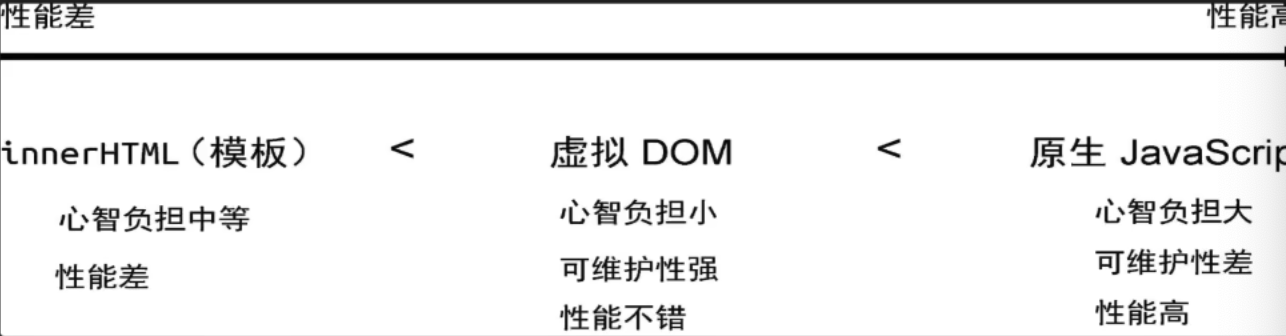 性能差 性能高
innerHTML（模板） < 虚拟 DOM < 原生 JavaScrip
心智负担中等 心智负担小 心智负担大
性能差 可维护性强 可维护性差
性能不错 性能高